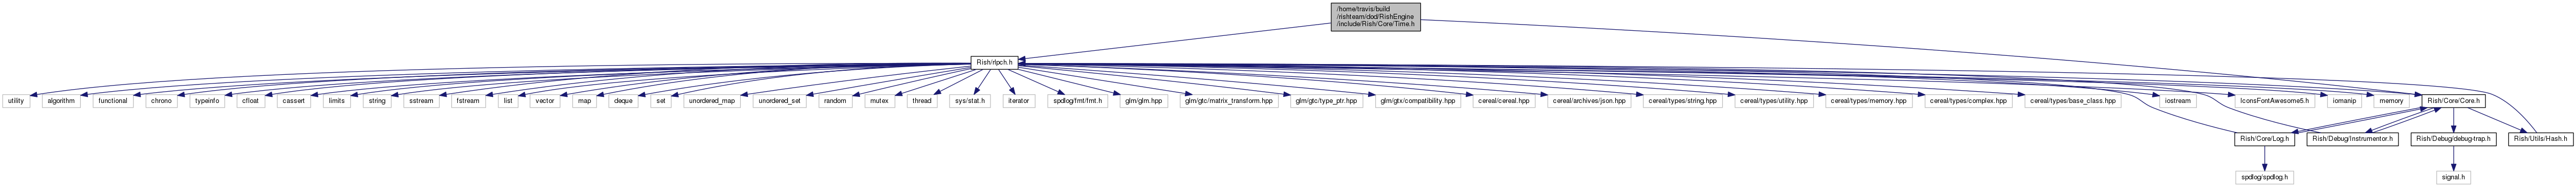 /home/travis/build
/rishteam/dod/RishEngine
/include/Rish/Core/Time.h
Rish/rlpch.h
utility
algorithm
functional
chrono
typeinfo
cfloat
cassert
limits
string
sstream
fstream
list
vector
map
deque
set
unordered_map
unordered_set
random
mutex
thread
sys/stat.h
iterator
spdlog/fmt/fmt.h
glm/glm.hpp
glm/gtc/matrix_transform.hpp
glm/gtc/type_ptr.hpp
glm/gtx/compatibility.hpp
cereal/cereal.hpp
cereal/archives/json.hpp
cereal/types/string.hpp
cereal/types/utility.hpp
cereal/types/memory.hpp
cereal/types/complex.hpp
cereal/types/base_class.hpp
iostream
IconsFontAwesome5.h
iomanip
memory
Rish/Core/Core.h
Rish/Core/Log.h
Rish/Debug/Instrumentor.h
Rish/Debug/debug-trap.h
Rish/Utils/Hash.h
spdlog/spdlog.h
signal.h